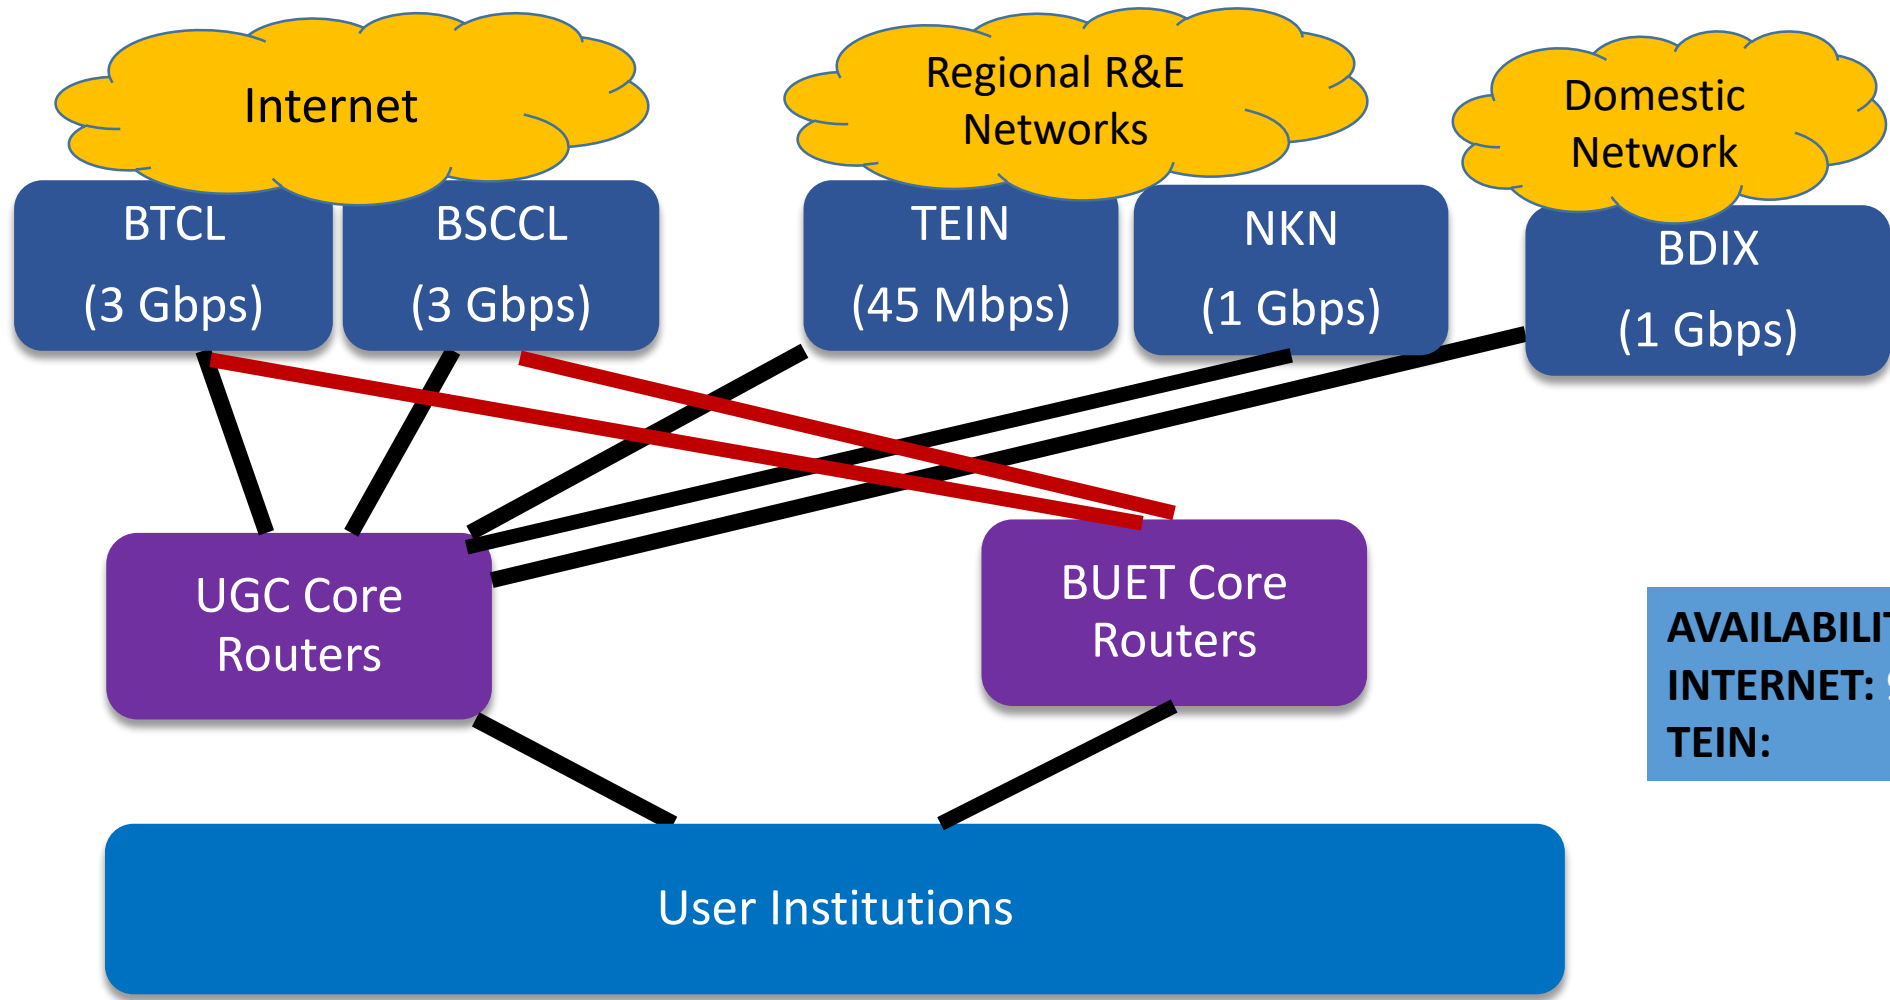 Internet
Regional R&E
Networks
Domestic
Network
BTCL
(3 Gbps)
BSCCL
(3 Gbps)
TEIN
(45 Mbps)
NKN
(1 Gbps)
BDIX
(1 Gbps)
UGC Core
Routers
BUET Core
Routers
INTERNET:
TEIN:
User Institutions